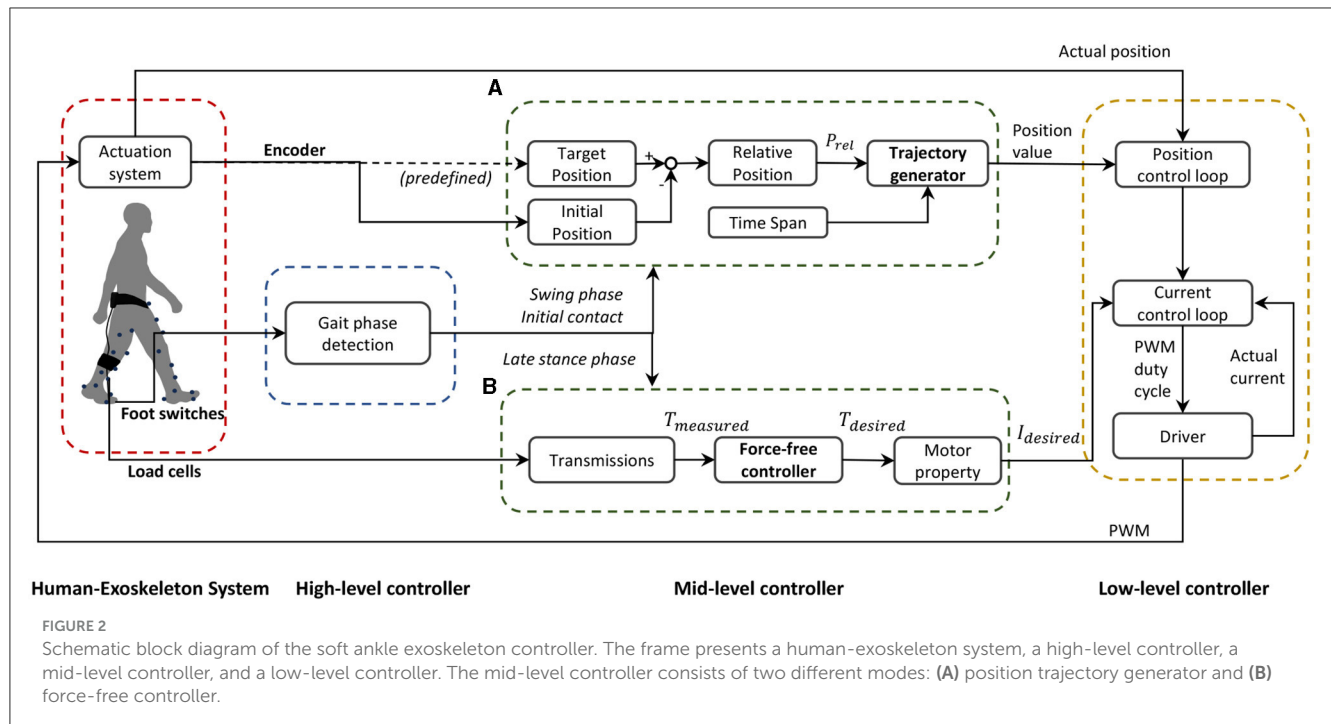 Actual position
A
Actuation
system
Encoder
(predefined)
Target
Position
+
-
Initial
Position
Relative
Position
P_rel
Trajectory
generator
Time Span
Position
value
Position
control loop
Gait phase
detection
Swing phase
Initial contact
Late stance phase
Current
control loop
PWM
duty
cycle
Actual
current
Driver
B
Foot switches
Load cells
Transmissions
T_measured
Force-free
controller
T_desired
Motor
property
I_desired
PWM
Human-Exoskeleton System
High-level controller
Mid-level controller
Low-level controller
FIGURE 2
Schematic block diagram of the soft ankle exoskeleton controller. The frame presents a human-exoskeleton system, a high-level controller, a
mid-level controller, and a low-level controller. The mid-level controller consists of two different modes: (A) position trajectory generator and (B)
force-free controller.